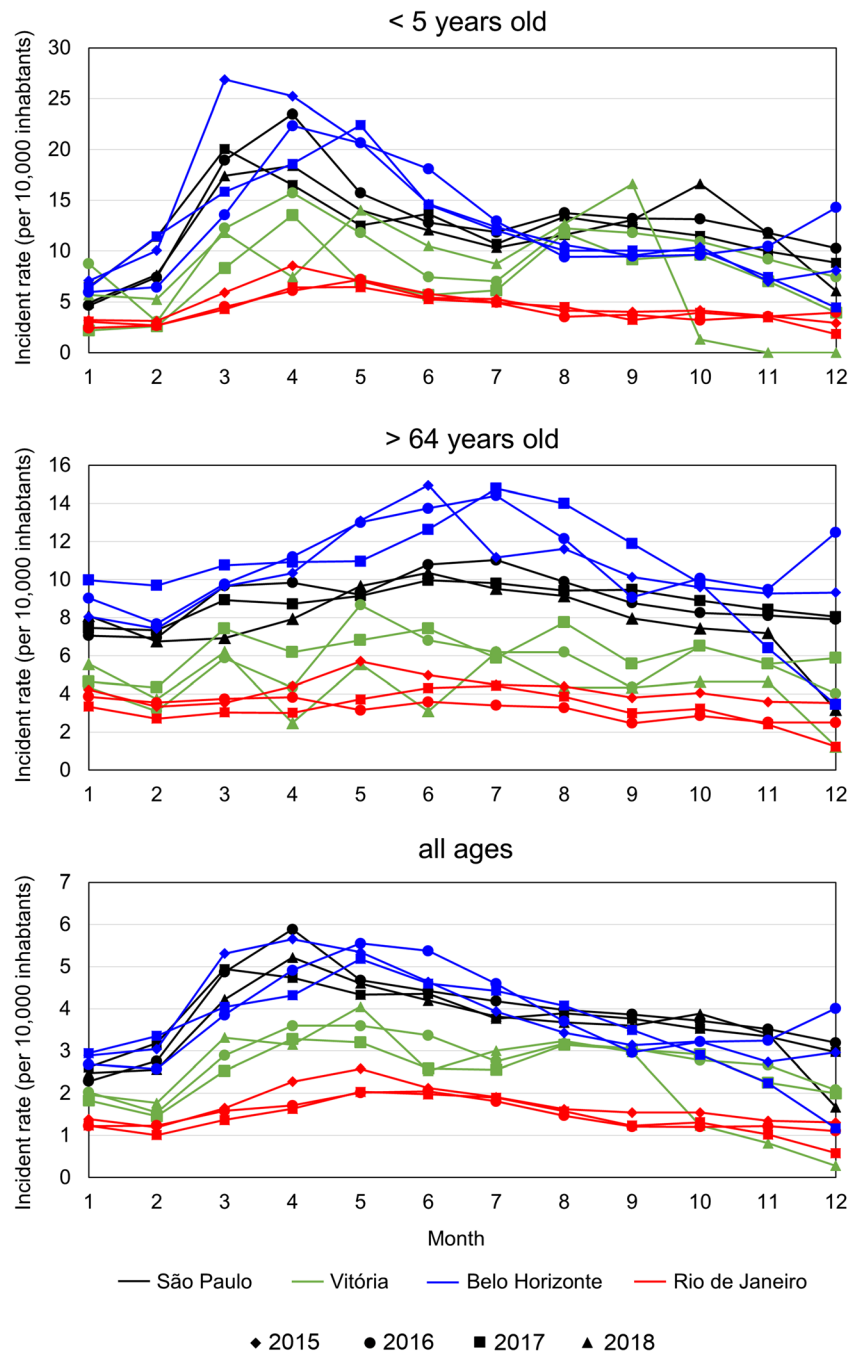 < 5 years old
Incident rate (per 10,000 inhabtants)
30
25
20
15
10
5
0
1 2 3 4 5 6 7 8 9 10 11 12
> 64 years old
Incident rate (per 10,000 inhabtants)
16
14
12
10
8
6
4
2
0
1 2 3 4 5 6 7 8 9 10 11 12
all ages
Incident rate (per 10,000 inhabtants)
7
6
5
4
3
2
1
0
1 2 3 4 5 6 7 8 9 10 11 12
Month
São Paulo Vitória Belo Horizonte Rio de Janeiro
2015 2016 2017 2018